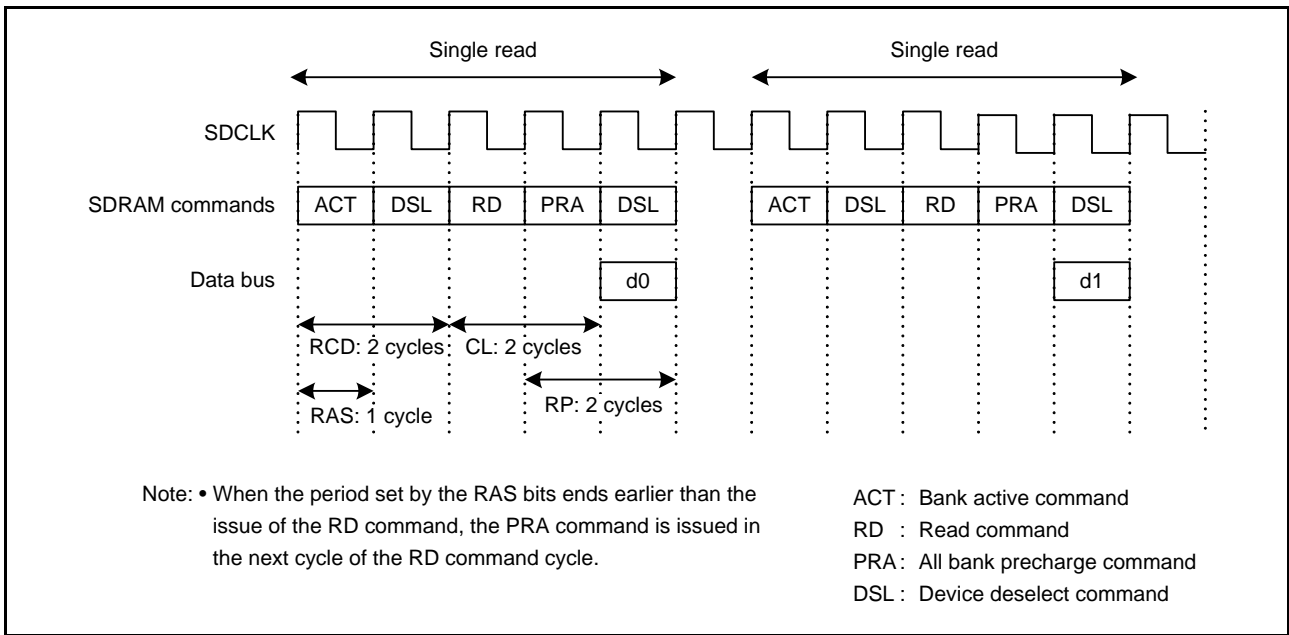 Single read Single read
SDCLK
SDRAM commands ACT DSL RD PRA DSL ACT DSL RD PRA DSL
Data bus d0 d1
RCD: 2 cycles CL: 2 cycles
RAS: 1 cycle RP: 2 cycles
Note: • When the period set by the RAS bits ends earlier than the
issue of the RD command, the PRA command is issued in
the next cycle of the RD command cycle.
ACT : Bank active command
RD : Read command
PRA : All bank precharge command
DSL : Device deselect command